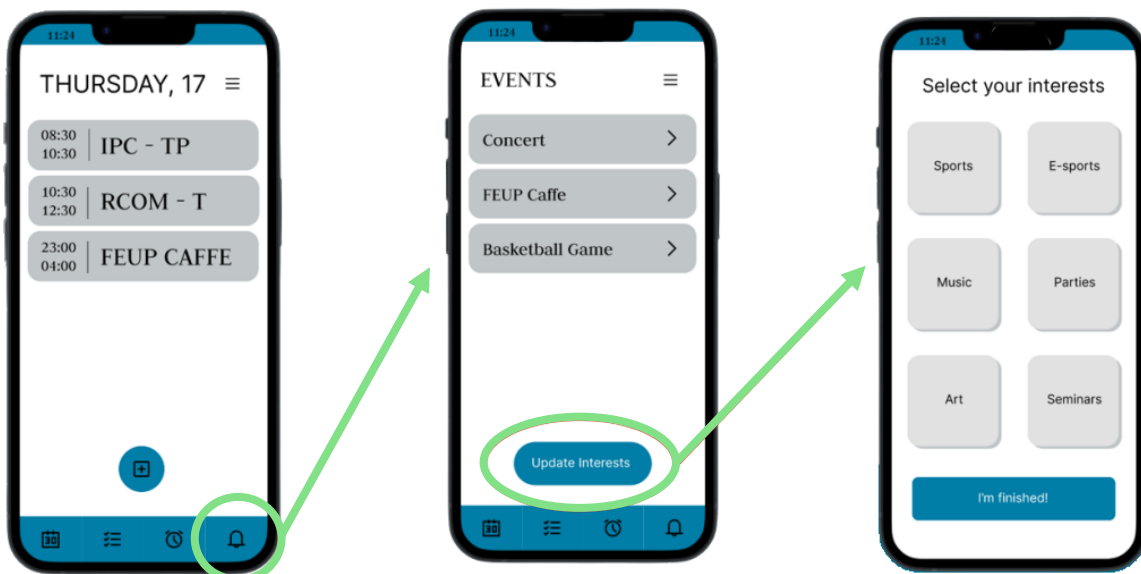 11:24
THURSDAY, 17
08:30
10:30
IPC - TP
10:30
12:30
RCOM - T
23:00
04:00
FEUP CAFFE
30
11:24
EVENTS
Concert
FEUP Caffe
Basketball Game
Update Interests
30
11:24
Select your interests
Sports
E-sports
Music
Parties
Art
Seminars
I'm finished!